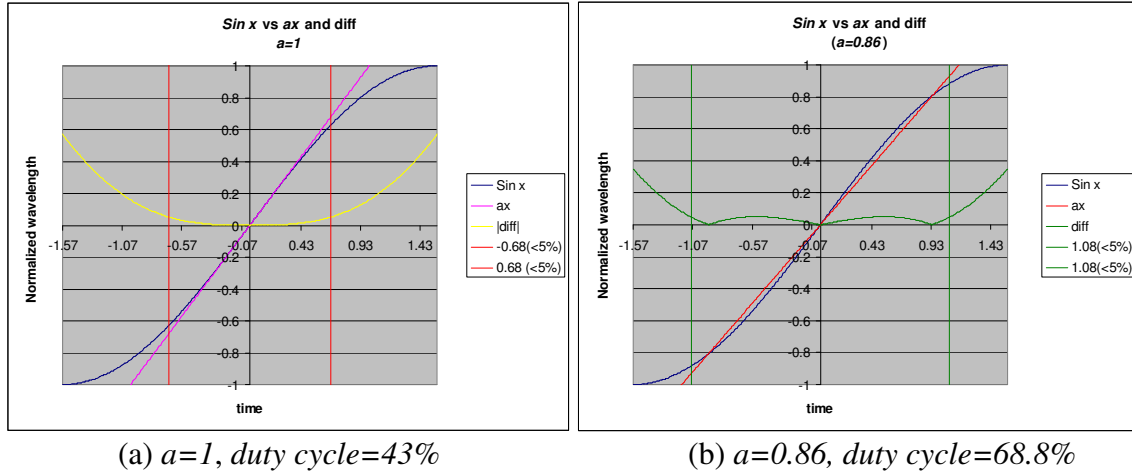 Sin x vs ax and diff
a=1
Normalized wavelength
1
0.8
0.6
0.4
0.2
0
-0.2
-0.4
-0.6
-0.8
-1
-1.57 -1.07 -0.57 -0.07 0.43 0.93 1.43
time
Sin x
ax
|diff|
-0.68(<5%)
0.68 (<5%)
(a) a=1, duty cycle=43%
Sin x vs ax and diff
(a=0.86)
Normalized wavelength
1
0.8
0.6
0.4
0.2
0
-0.2
-0.4
-0.6
-0.8
-1
-1.57 -1.07 -0.57 -0.07 0.43 0.93 1.43
time
Sin x
ax
diff
1.08(<5%)
1.08(<5%)
(b) a=0.86, duty cycle=68.8%